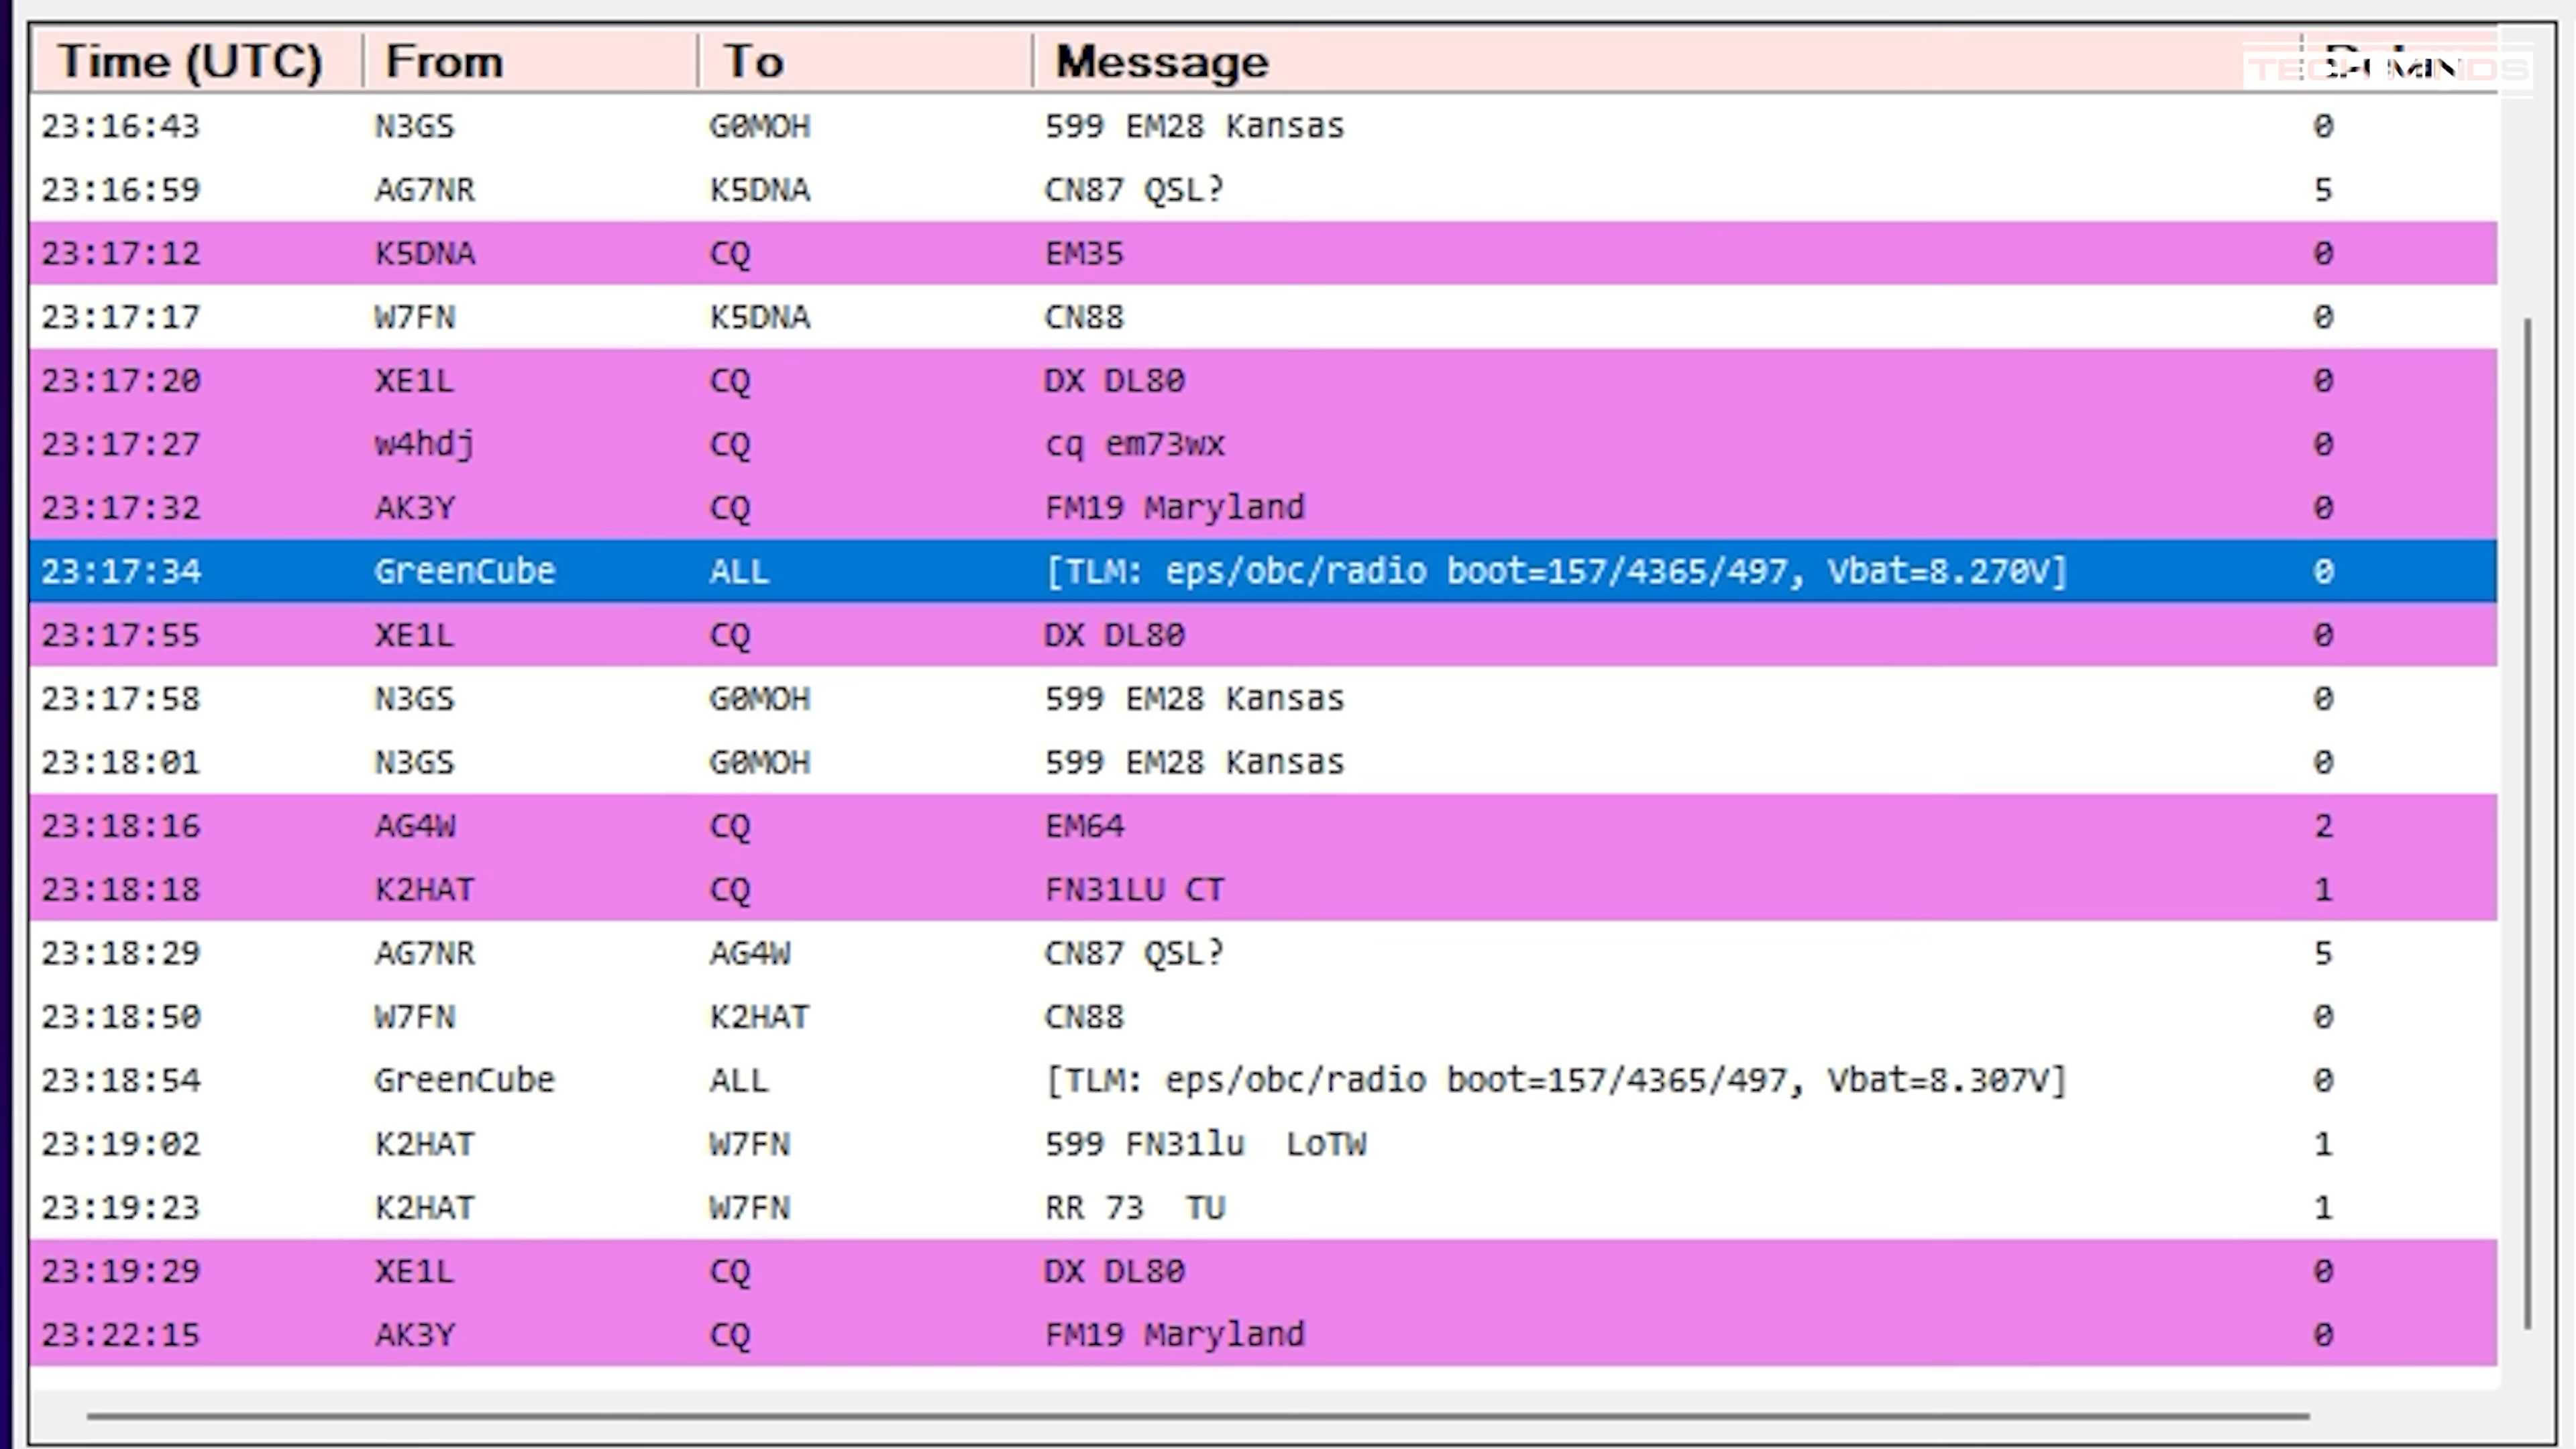 Time (UTC) From To Message Delay
TECH MINDS
23:16:43 N3GS G0MOH 599 EM28 Kansas 0
23:16:59 AG7NR K5DNA CN87 QSL? 5
23:17:12 K5DNA CQ EM35 0
23:17:17 W7FN K5DNA CN88 0
23:17:20 XE1L CQ DX DL80 0
23:17:27 w4hdj CQ cq em73wx 0
23:17:32 AK3Y CQ FM19 Maryland 0
23:17:34 GreenCube ALL [TLM: eps/obc/radio boot=157/4365/497, Vbat=8.270V] 0
23:17:55 XE1L CQ DX DL80 0
23:17:58 N3GS G0MOH 599 EM28 Kansas 0
23:18:01 N3GS G0MOH 599 EM28 Kansas 0
23:18:16 AG4W CQ EM64 2
23:18:18 K2HAT CQ FN31LU CT 1
23:18:29 AG7NR AG4W CN87 QSL? 5
23:18:50 W7FN K2HAT CN88 0
23:18:54 GreenCube ALL [TLM: eps/obc/radio boot=157/4365/497, Vbat=8.307V] 0
23:19:02 K2HAT W7FN 599 FN31lu  LoTW 1
23:19:23 K2HAT W7FN RR 73  TU 1
23:19:29 XE1L CQ DX DL80 0
23:22:15 AK3Y CQ FM19 Maryland 0